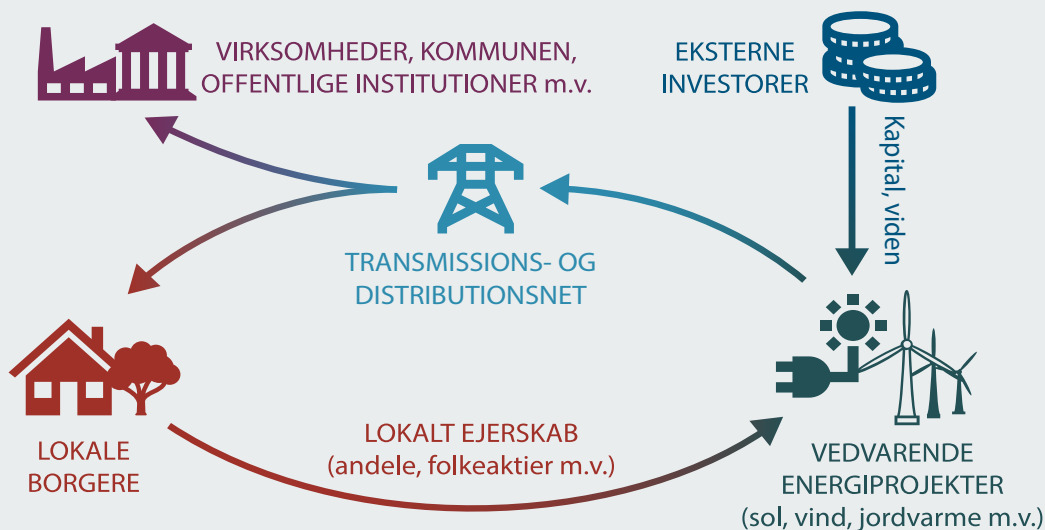 VIRKSOMHEDER, KOMMUNEN,
OFFENTLIGE INSTITUTIONER m.v.
EKSTERNE
INVESTORER
Kapital, viden
TRANSMISSIONS- OG
DISTRIBUTIONSNET
LOKALE
BORGERE
LOKALT EJERSKAB
(andele, folkeaktier m.v.)
VEDVARENDE
ENERGIPROJEKTER
(sol, vind, jordvarme m.v.)